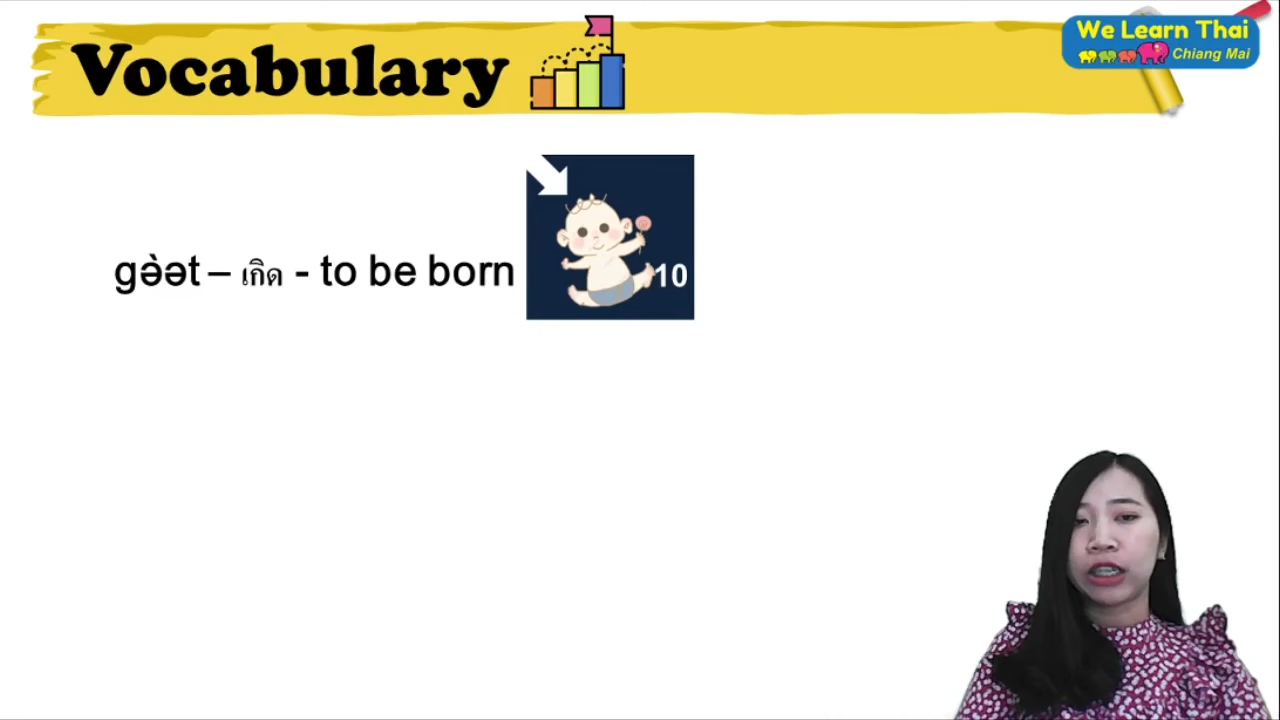 Vocabulary
We Learn Thai
Chiang Mai
gə̀ət – เกิด - to be born
10